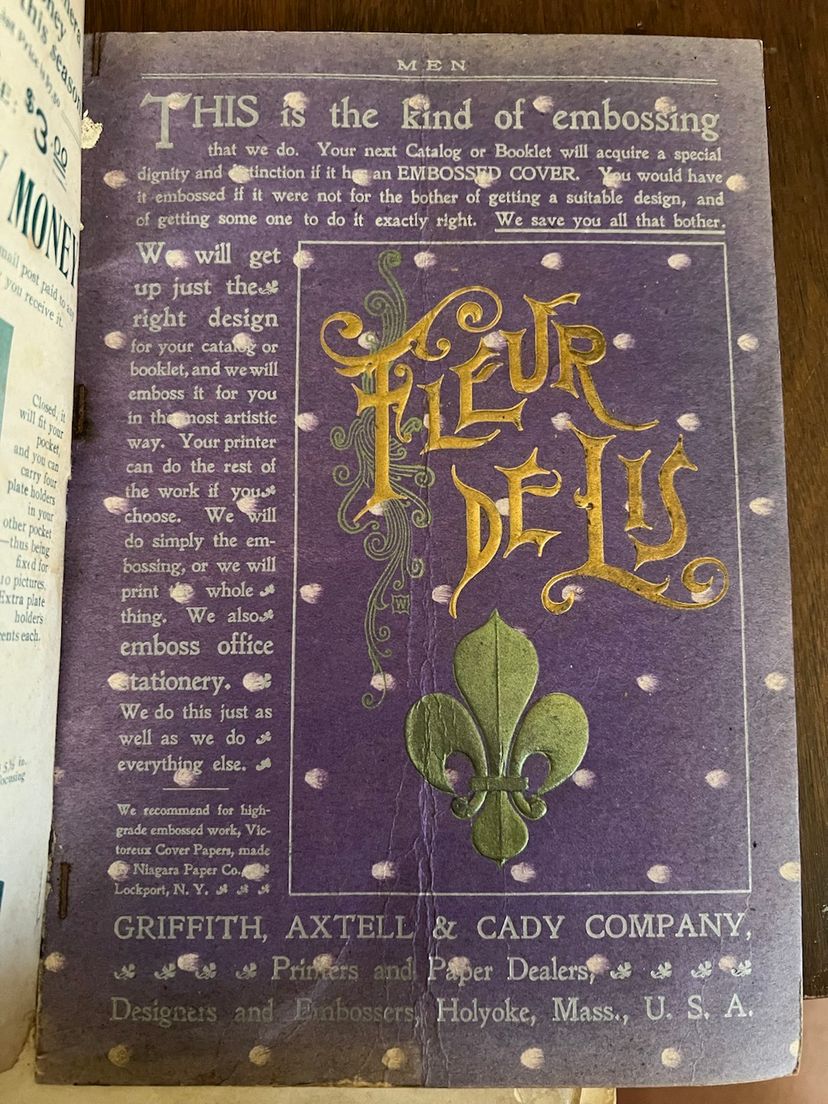 MEN
THIS is the kind of embossing
that we do. Your next Catalog or Booklet will acquire a special
dignity and distinction if it has an EMBOSSED COVER. You would have
it embossed if it were not for the bother of getting a suitable design, and
of getting some one to do it exactly right. We save you all that bother.
We will get
up just the
right design
for your catalog or
booklet, and we will
emboss it for you
in the most artistic
way. Your printer
can do the rest of
the work if you
choose. We will
do simply the em-
bossing, or we will
print the whole
thing. We also
emboss office
stationery.
We do this just as
well as we do
everything else.
We recommend for high-
grade embossed work, Vic-
toreux Cover Papers, made
by Niagara Paper Co.,
Lockport, N. Y.
FLEUR
DE LIS
W
GRIFFITH, AXTELL & CADY COMPANY,
Printers and Paper Dealers,
Designers and Embossers, Holyoke, Mass., U. S. A.
this season
$3.00
MONEY
mail post paid to any
you receive it.
Closed, it
will fit your
pocket,
and you can
carry four
plate holders
in your
other pocket
—thus being
fixed for
10 pictures.
Extra plate
holders
cents each.
5½ in.
focusing